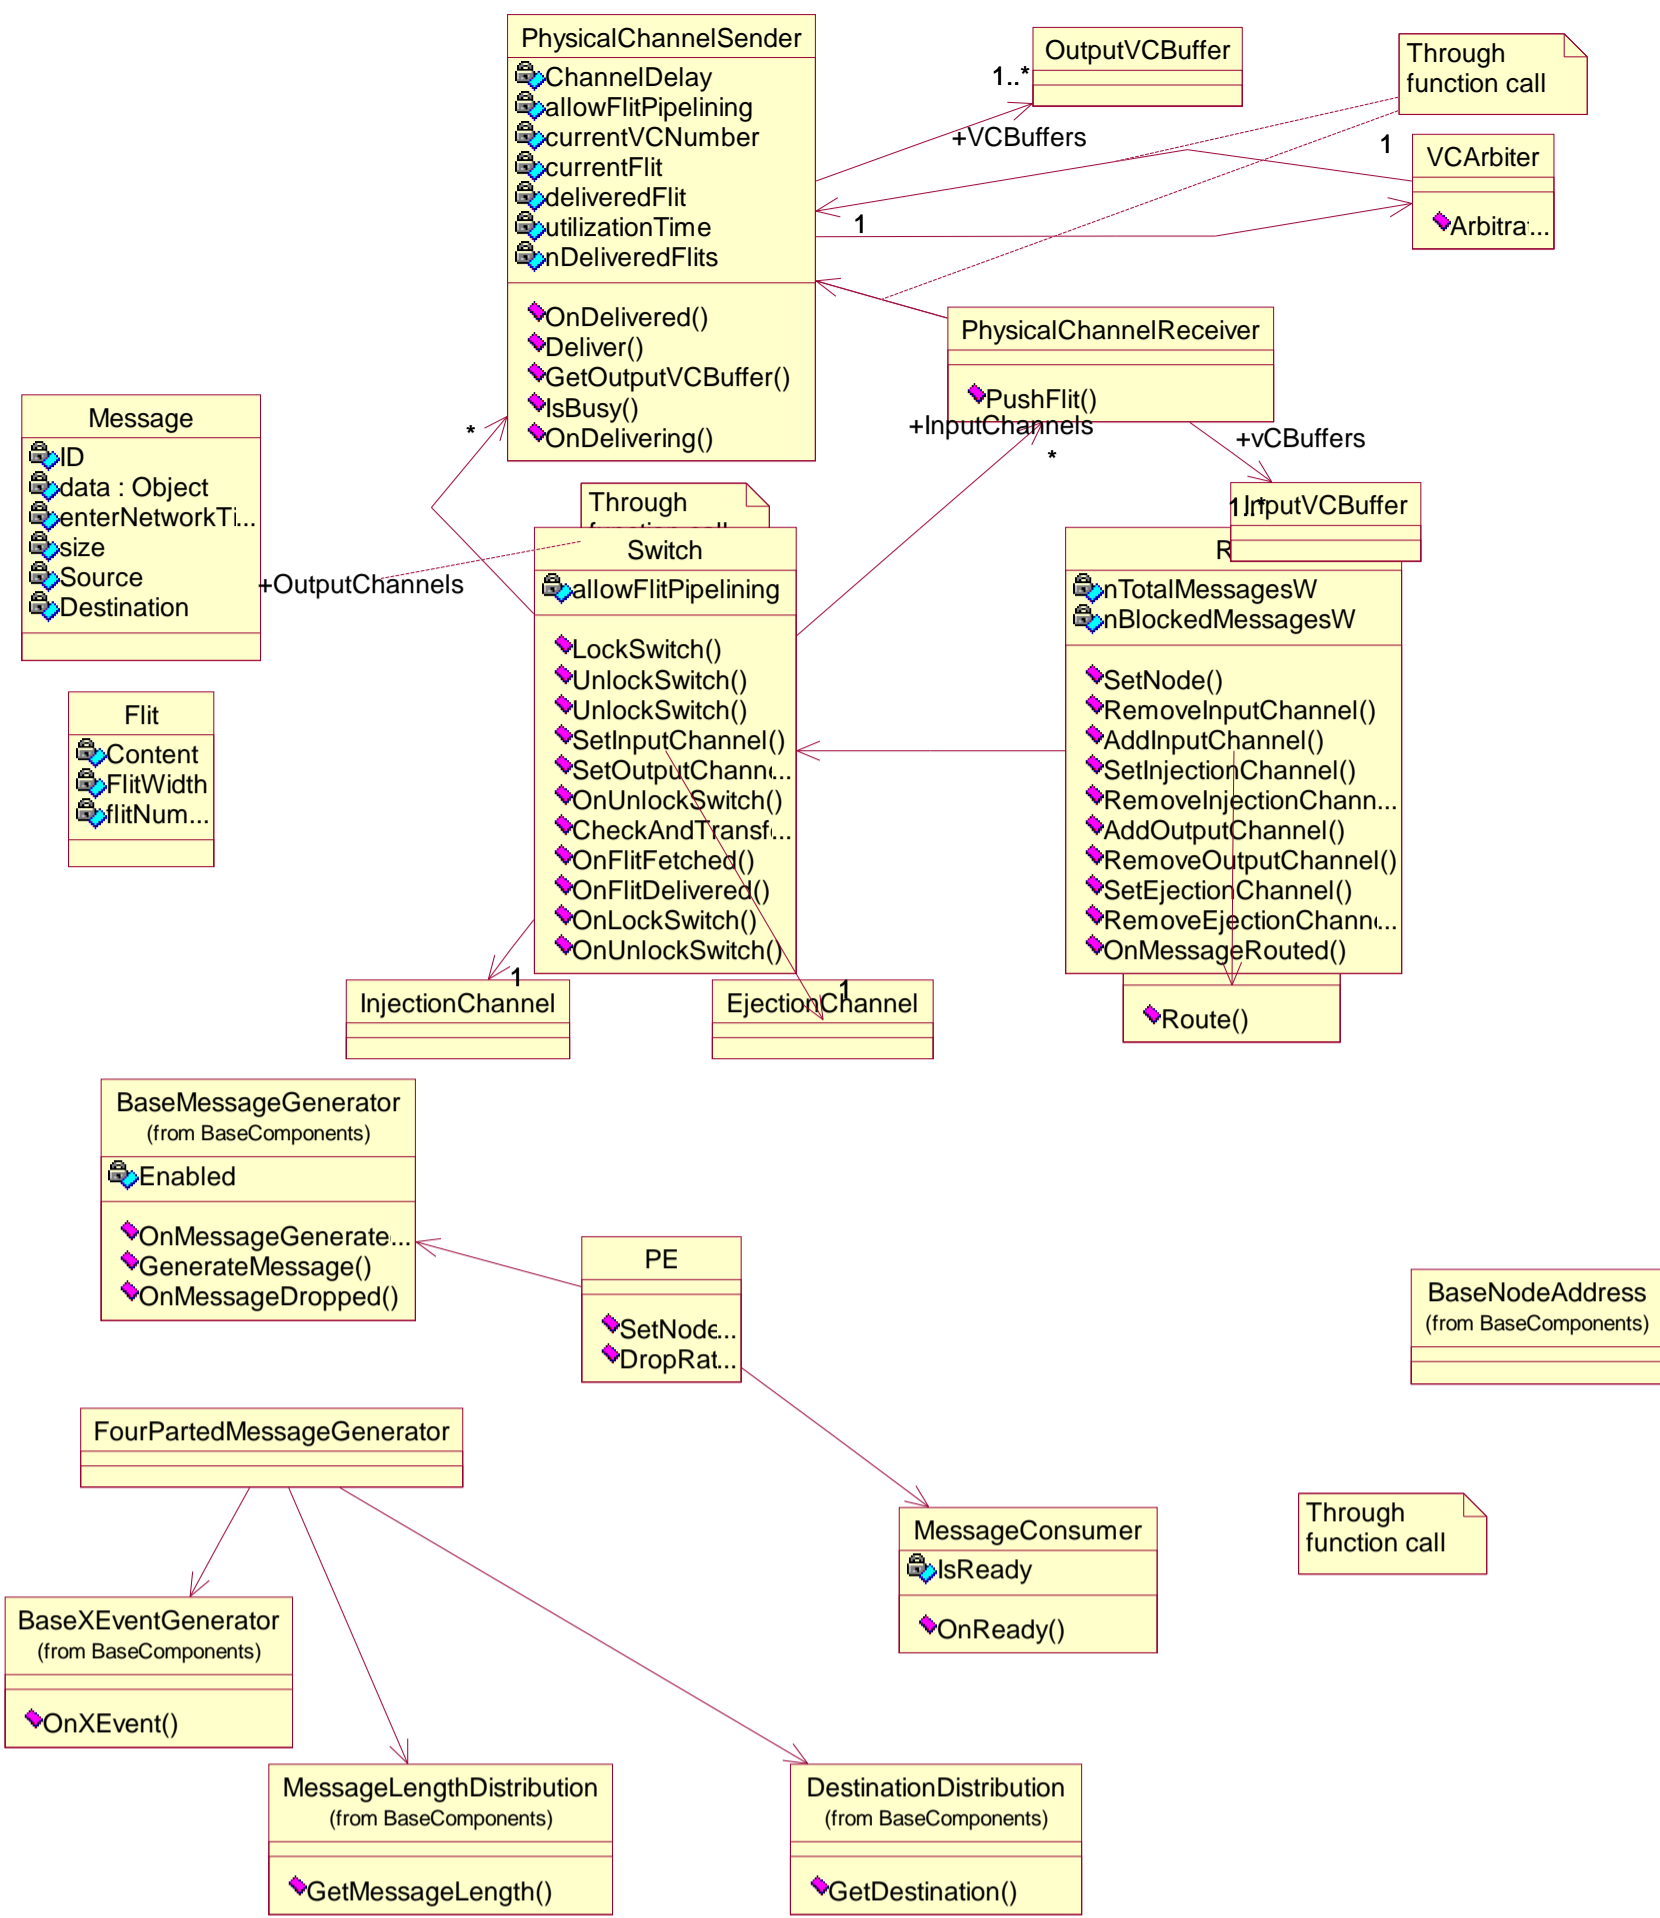 PhysicalChannelSender
ChannelDelay
allowFlitPipelining
currentVCNumber
currentFlit
deliveredFlit
utilizationTime
nDeliveredFlits
OnDelivered()
Deliver()
GetOutputVCBuffer()
IsBusy()
OnDelivering()
OutputVCBuffer
1..*
+VCBuffers
Through
function call
1
VCArbiter
Arbitra...
1
PhysicalChannelReceiver
PushFlit()
+InputChannels
*
+vCBuffers
1..*
InputVCBuffer
Message
ID
data : Object
enterNetworkTi...
size
Source
Destination
*
+OutputChannels
Through
function call
Switch
allowFlitPipelining
LockSwitch()
UnlockSwitch()
UnlockSwitch()
SetInputChannel()
SetOutputChann...
OnUnlockSwitch()
CheckAndTransf...
OnFlitFetched()
OnFlitDelivered()
OnLockSwitch()
OnUnlockSwitch()
R
nTotalMessagesW
nBlockedMessagesW
SetNode()
RemoveInputChannel()
AddInputChannel()
SetInjectionChannel()
RemoveInjectionChann...
AddOutputChannel()
RemoveOutputChannel()
SetEjectionChannel()
RemoveEjectionChann...
OnMessageRouted()
Route()
Flit
Content
FlitWidth
flitNum...
1
InjectionChannel
1
EjectionChannel
BaseMessageGenerator
(from BaseComponents)
Enabled
OnMessageGenerate...
GenerateMessage()
OnMessageDropped()
PE
SetNode...
DropRat...
BaseNodeAddress
(from BaseComponents)
FourPartedMessageGenerator
MessageConsumer
IsReady
OnReady()
Through
function call
BaseXEventGenerator
(from BaseComponents)
OnXEvent()
MessageLengthDistribution
(from BaseComponents)
GetMessageLength()
DestinationDistribution
(from BaseComponents)
GetDestination()